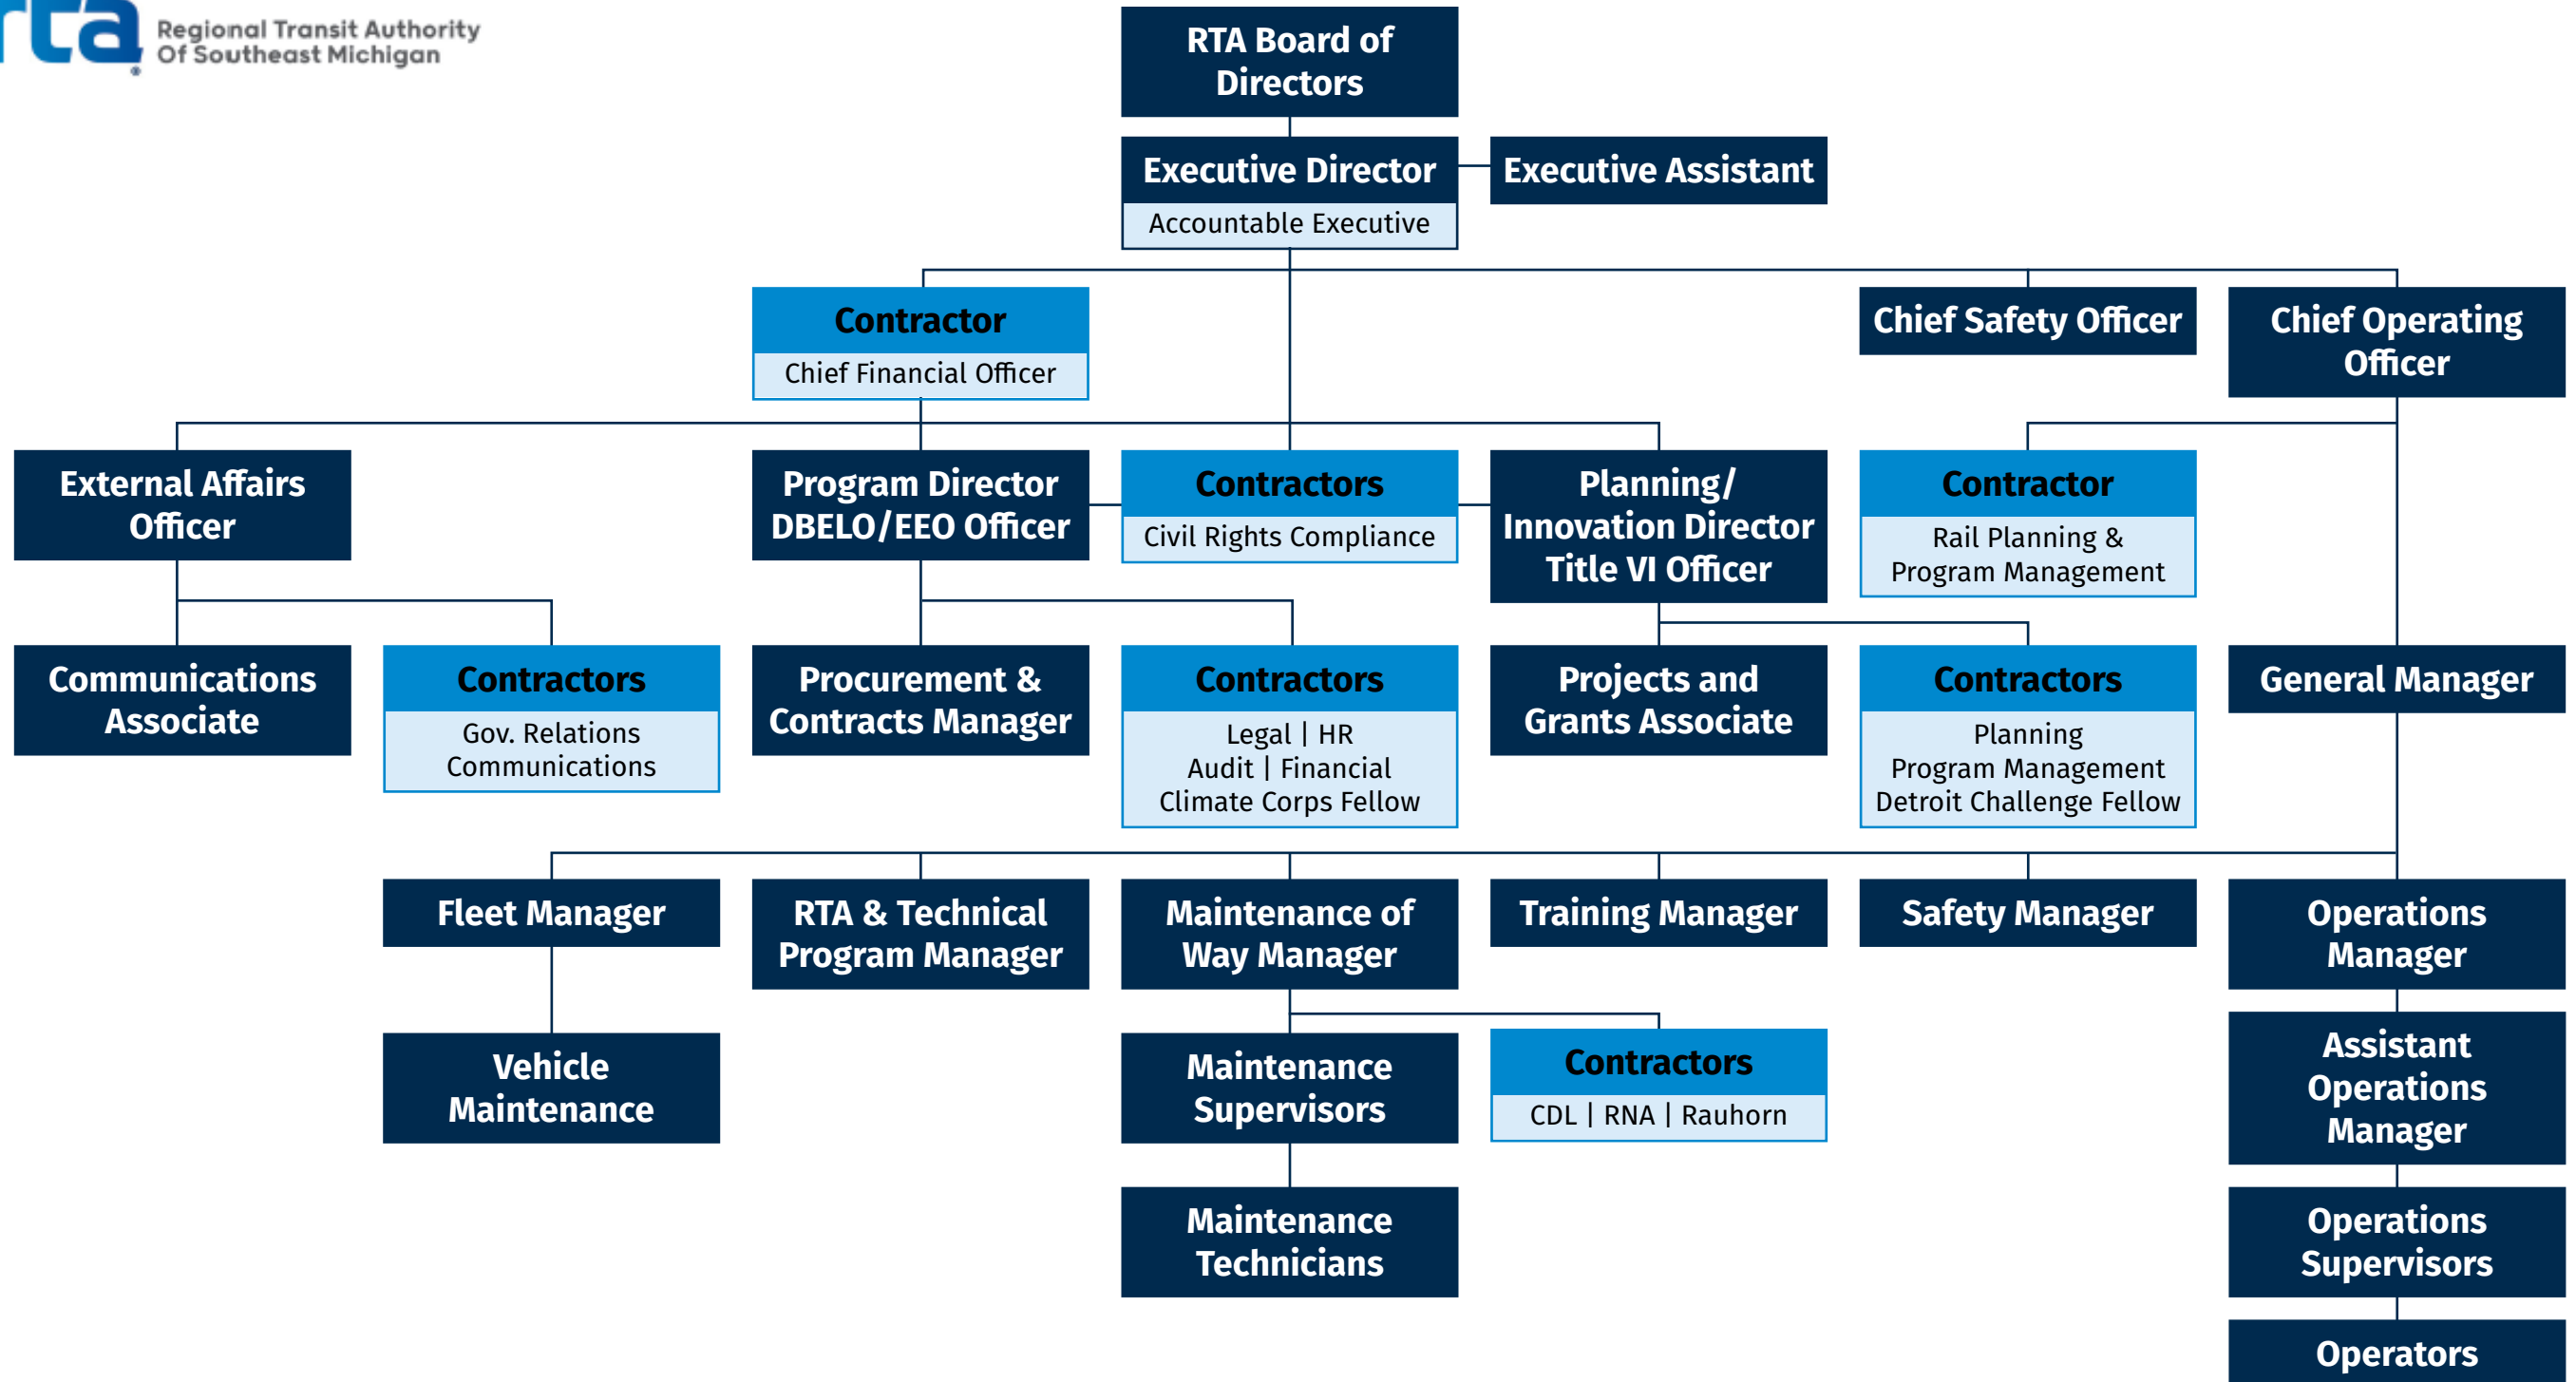 rta
Regional Transit Authority
Of Southeast Michigan
RTA Board of
Directors
Executive Director
Accountable Executive
Executive Assistant
Contractor
Chief Financial Officer
Chief Safety Officer
Chief Operating
Officer
External Affairs
Officer
Program Director
DBELO/EEO Officer
Contractors
Civil Rights Compliance
Planning/
Innovation Director
Title VI Officer
Contractor
Rail Planning &
Program Management
Communications
Associate
Contractors
Gov. Relations
Communications
Procurement &
Contracts Manager
Contractors
Legal | HR
Audit | Financial
Climate Corps Fellow
Projects and
Grants Associate
Contractors
Planning
Program Management
Detroit Challenge Fellow
General Manager
Fleet Manager
RTA & Technical
Program Manager
Maintenance of
Way Manager
Training Manager
Safety Manager
Operations
Manager
Vehicle
Maintenance
Maintenance
Supervisors
Contractors
CDL | RNA | Rauhorn
Assistant
Operations
Manager
Maintenance
Technicians
Operations
Supervisors
Operators